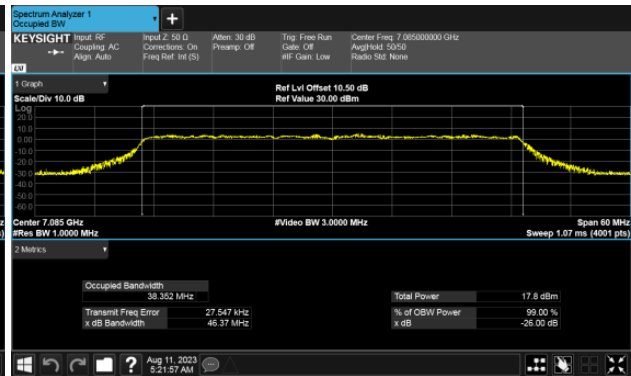 Spectrum Analyzer 1
Occupied BW
+
KEYSIGHT Input: RF Input Z: 50 Ω Atten: 30 dB Trig: Free Run Center Freq: 7.085000000 GHz
Coupling: AC Corrections: On Preamp: Off Gate: Off Avg|Hold: 50/50
Align: Auto Freq Ref: Int (S) #IF Gain: Low Radio Std: None
LXI
1 Graph
Ref Lvl Offset 10.50 dB
Scale/Div 10.0 dB Ref Value 30.00 dBm
Log
20.0
10.0
0.00
-10.0
-20.0
-30.0
-40.0
-50.0
-60.0
Center 7.085 GHz #Video BW 3.0000 MHz Span 60 MHz
#Res BW 1.0000 MHz Sweep 1.07 ms (4001 pts)
2 Metrics
Occupied Bandwidth
38.352 MHz Total Power 17.8 dBm
Transmit Freq Error 27.547 kHz % of OBW Power 99.00 %
x dB Bandwidth 46.37 MHz x dB -26.00 dB
? Aug 11, 2023
5:21:57 AM